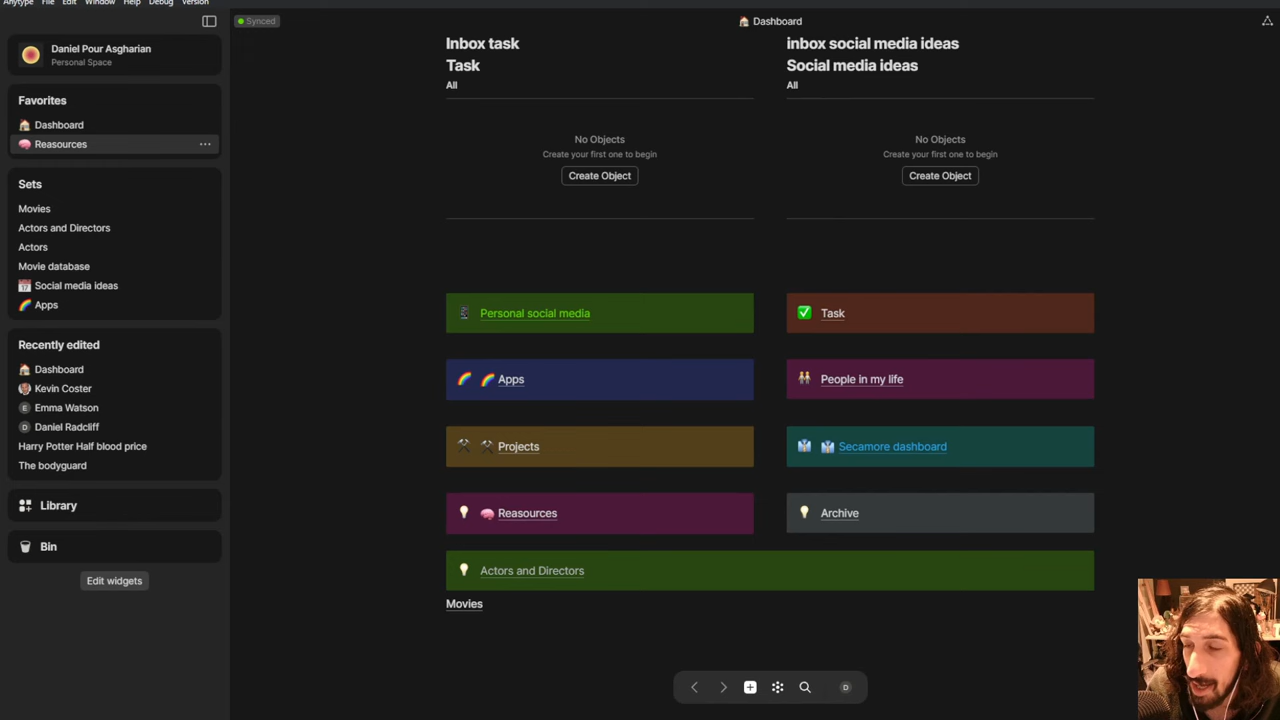 Anytype File Edit Window Help Debug Version
Daniel Pour Asgharian
Personal Space
Favorites
Dashboard
Reasources
Sets
Movies
Actors and Directors
Actors
Movie database
Social media ideas
Apps
Recently edited
Dashboard
Kevin Coster
E Emma Watson
D Daniel Radcliff
Harry Potter Half blood price
The bodyguard
Library
Bin
Edit widgets
Synced
Dashboard
Inbox task
Task
All
No Objects
Create your first one to begin
Create Object
inbox social media ideas
Social media ideas
All
No Objects
Create your first one to begin
Create Object
Personal social media
Task
Apps
People in my life
Projects
Secamore dashboard
Reasources
Archive
Actors and Directors
Movies
D